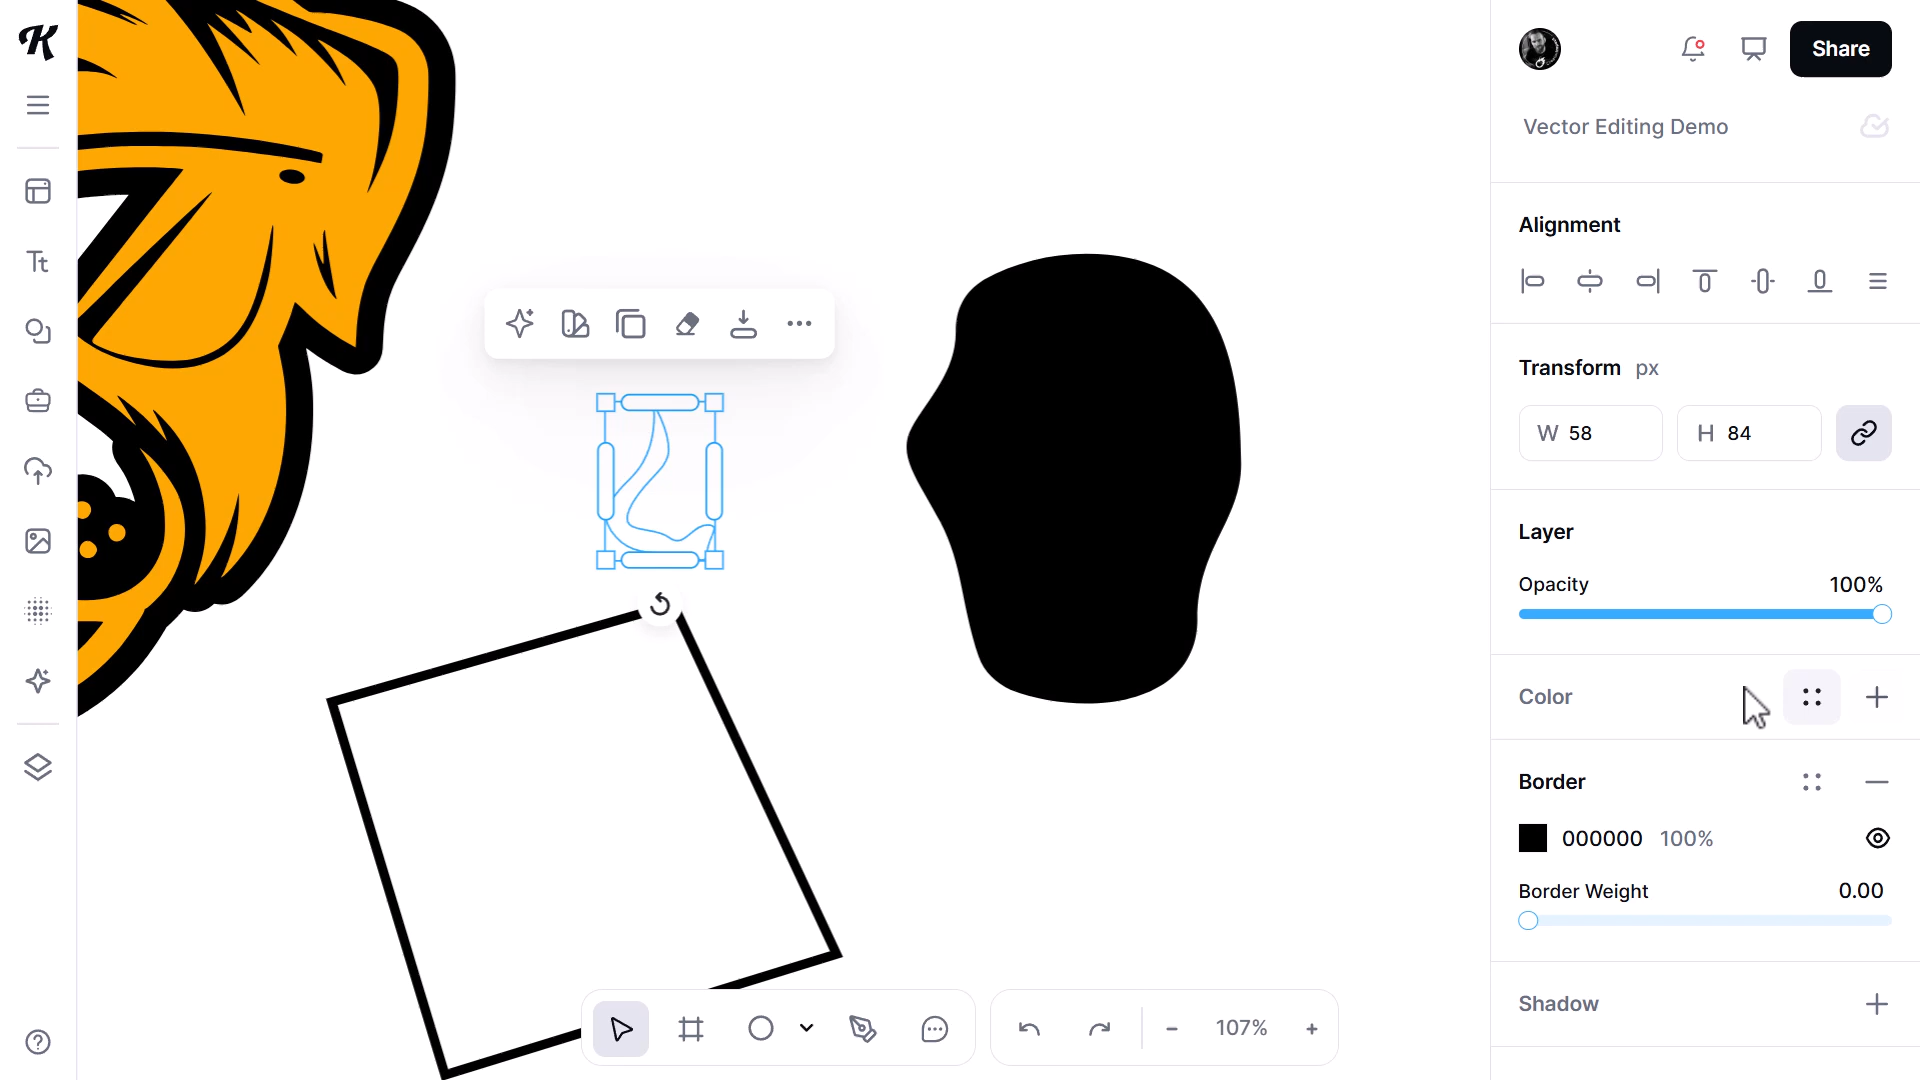 Share
Vector Editing Demo
Alignment
Transform px
W 58 H 84
Layer
Opacity 100%
Color
Border
000000 100%
Border Weight 0.00
Shadow
Tt
107%